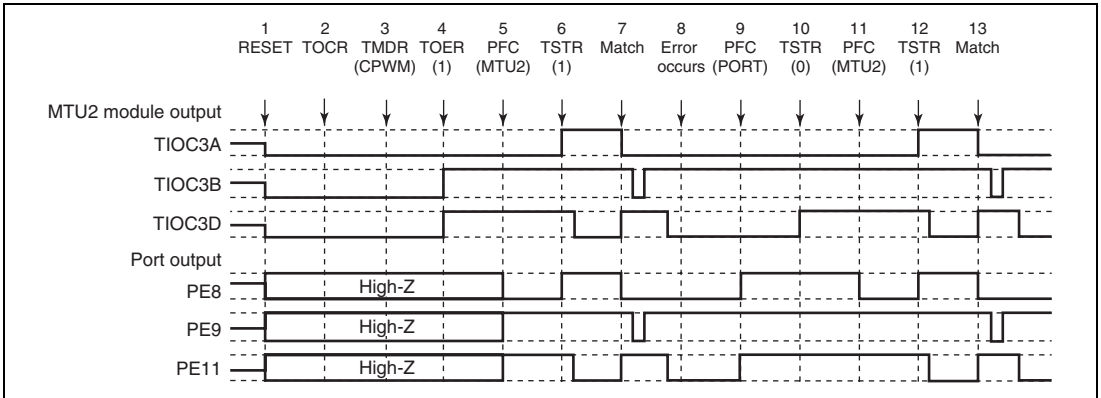 1 2 3 4 5 6 7 8 9 10 11 12 13
RESET TOCR TMDR TOER PFC TSTR Match Error PFC TSTR PFC TSTR Match
(CPWM) (1) (MTU2) (1) occurs (PORT) (0) (MTU2) (1)
MTU2 module output
TIOC3A
TIOC3B
TIOC3D
Port output
PE8 High-Z
PE9 High-Z
PE11 High-Z